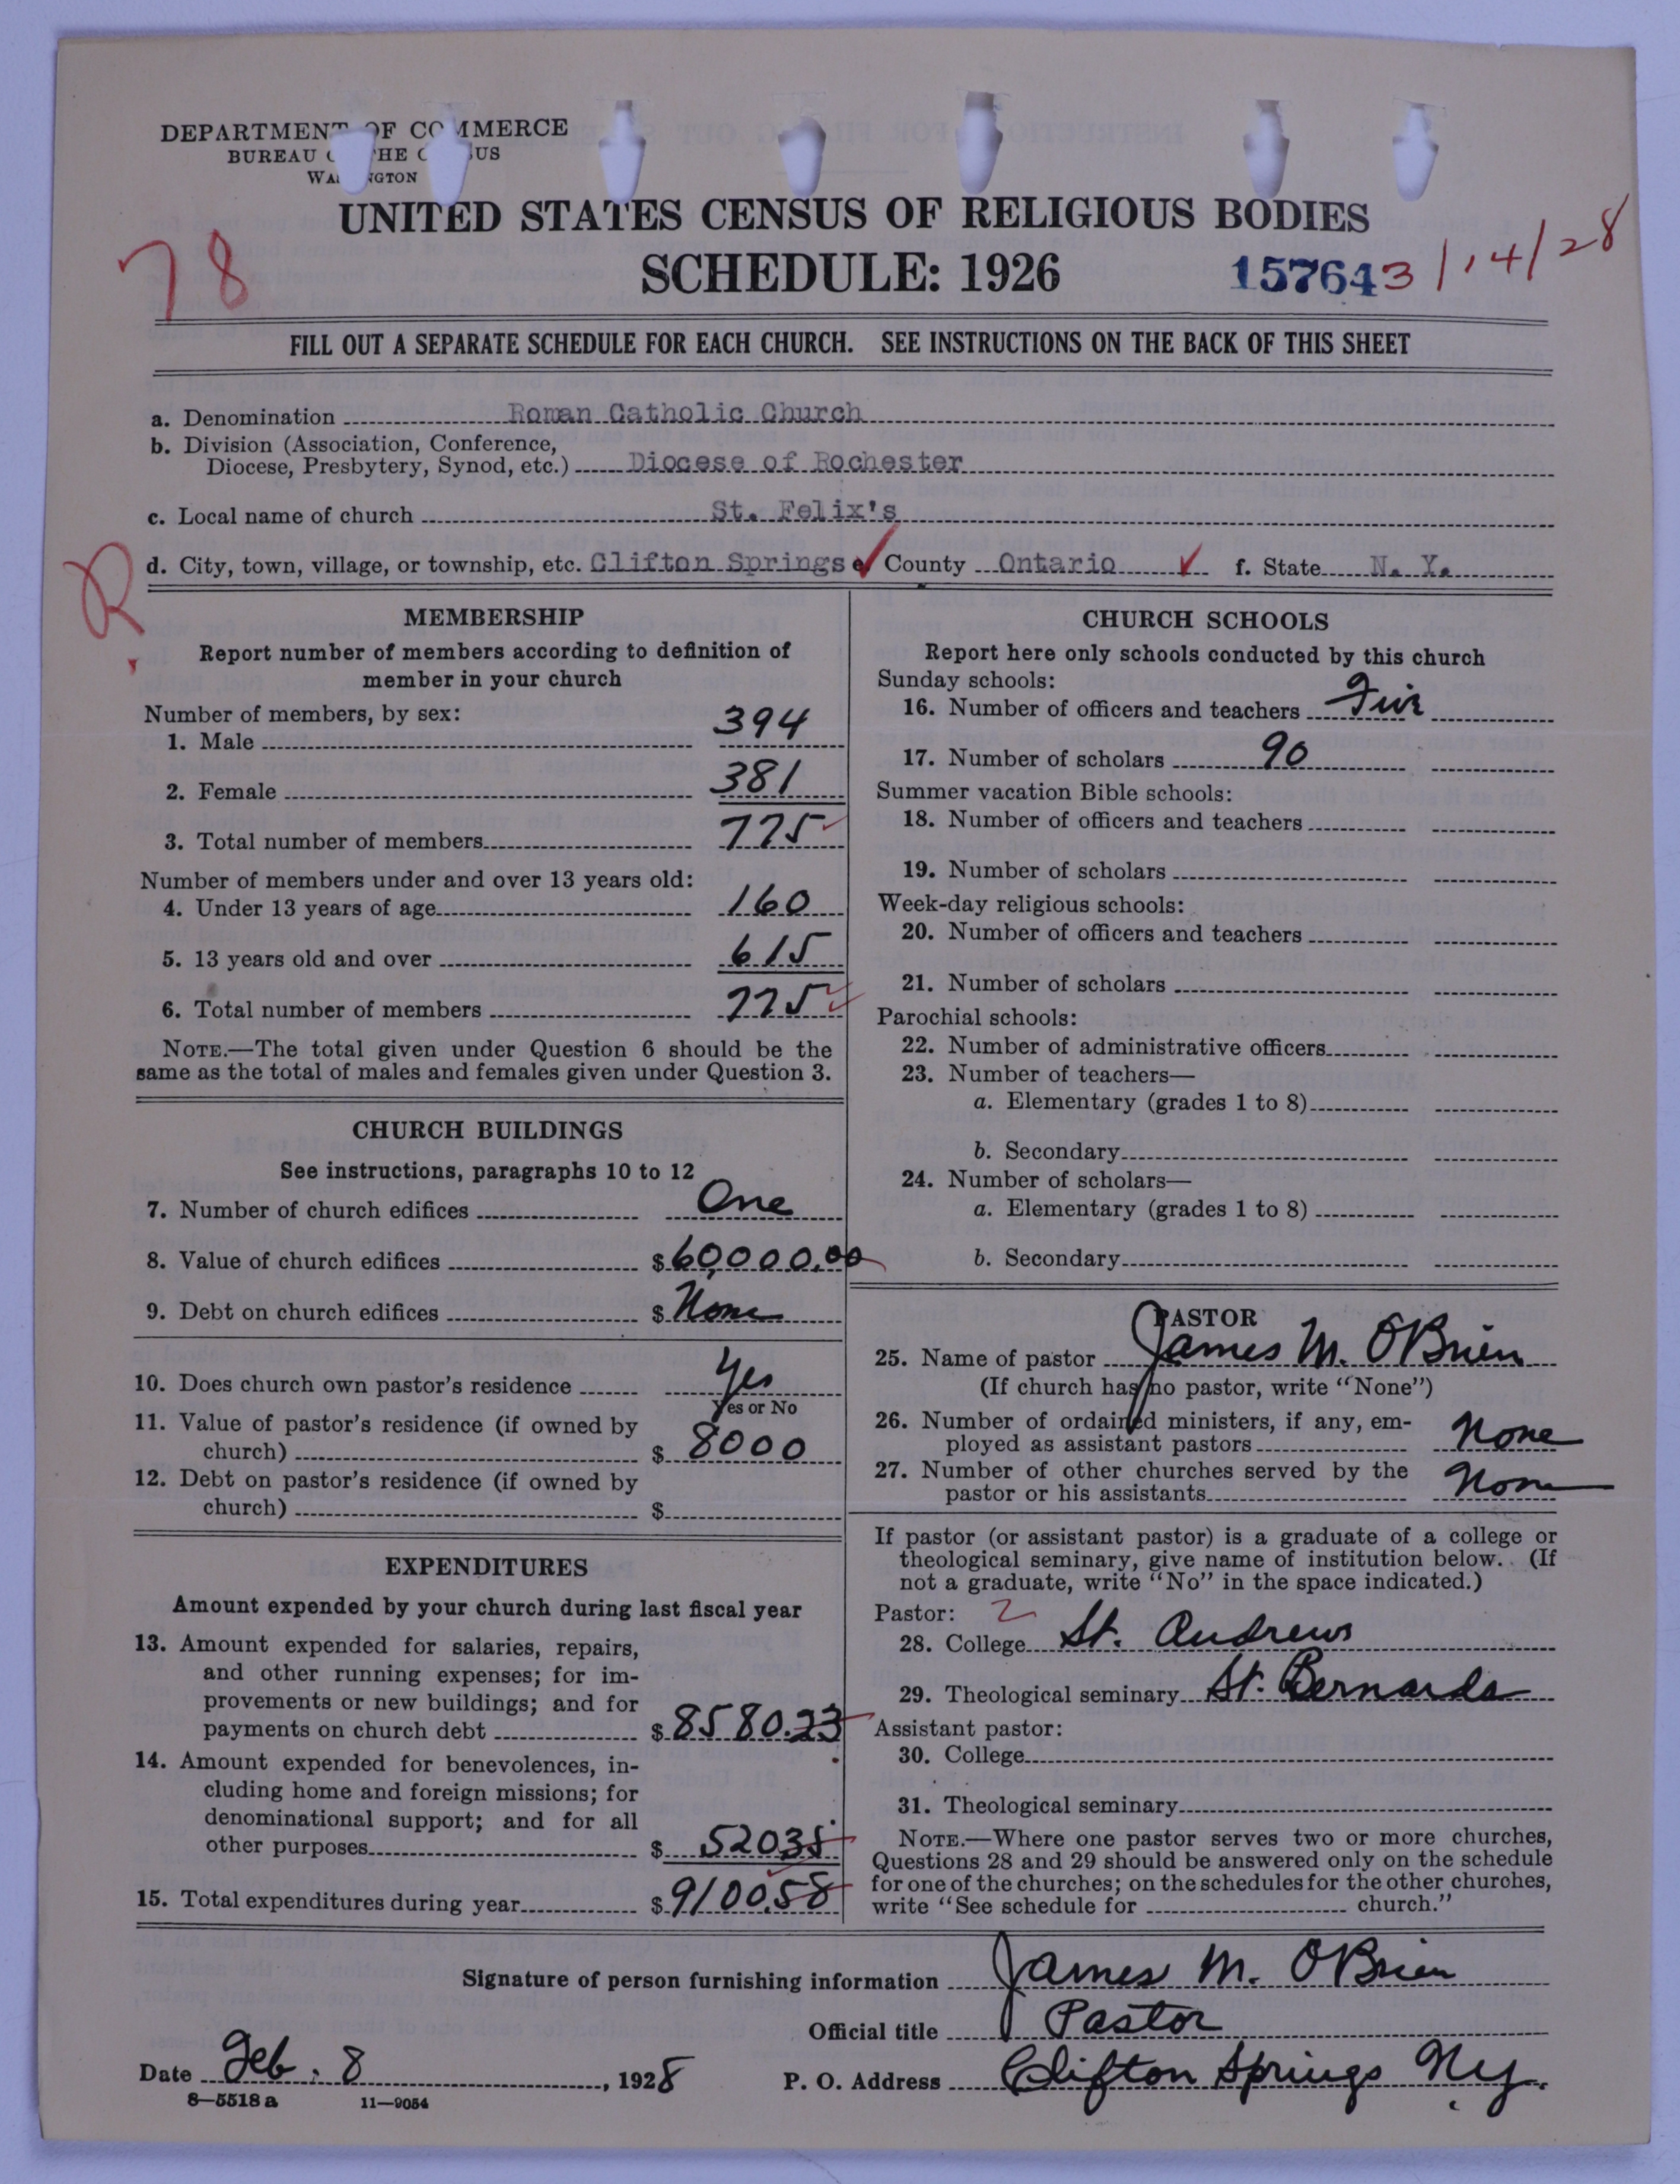 DEPARTMENT OF COMMERCE
BUREAU OF THE CENSUS
WASHINGTON
UNITED STATES CENSUS OF RELIGIOUS BODIES
SCHEDULE: 1926
78
157643 / 14/28
FILL OUT A SEPARATE SCHEDULE FOR EACH CHURCH. SEE INSTRUCTIONS ON THE BACK OF THIS SHEET
a. Denomination Roman Catholic Church
b. Division (Association, Conference,
Diocese, Presbytery, Synod, etc.) Diocese of Rochester
c. Local name of church St. Felix's
R d. City, town, village, or township, etc. Clifton Springs e. County Ontario f. State N. Y.
MEMBERSHIP
Report number of members according to definition of
member in your church
Number of members, by sex:
1. Male 394
2. Female 381
3. Total number of members 775
Number of members under and over 13 years old:
4. Under 13 years of age 160
5. 13 years old and over 615
6. Total number of members 775
NOTE.—The total given under Question 6 should be the
same as the total of males and females given under Question 3.
CHURCH BUILDINGS
See instructions, paragraphs 10 to 12
7. Number of church edifices One
8. Value of church edifices $60,000.00
9. Debt on church edifices $ None
10. Does church own pastor's residence Yes
Yes or No
11. Value of pastor's residence (if owned by
church) $ 8000
12. Debt on pastor's residence (if owned by
church) $
EXPENDITURES
Amount expended by your church during last fiscal year
13. Amount expended for salaries, repairs,
and other running expenses; for im-
provements or new buildings; and for
payments on church debt $8580.23
14. Amount expended for benevolences, in-
cluding home and foreign missions; for
denominational support; and for all
other purposes $ 520.35
15. Total expenditures during year $9100.58
CHURCH SCHOOLS
Report here only schools conducted by this church
Sunday schools:
16. Number of officers and teachers Five
17. Number of scholars 90
Summer vacation Bible schools:
18. Number of officers and teachers
19. Number of scholars
Week-day religious schools:
20. Number of officers and teachers
21. Number of scholars
Parochial schools:
22. Number of administrative officers
23. Number of teachers—
a. Elementary (grades 1 to 8)
b. Secondary
24. Number of scholars—
a. Elementary (grades 1 to 8)
b. Secondary
PASTOR
25. Name of pastor James M. O'Brien
(If church has no pastor, write "None")
26. Number of ordained ministers, if any, em-
ployed as assistant pastors None
27. Number of other churches served by the
pastor or his assistants None
If pastor (or assistant pastor) is a graduate of a college or
theological seminary, give name of institution below. (If
not a graduate, write "No" in the space indicated.)
Pastor: 2
28. College St. Andrews
29. Theological seminary St. Bernards
Assistant pastor:
30. College
31. Theological seminary
NOTE.—Where one pastor serves two or more churches,
Questions 28 and 29 should be answered only on the schedule
for one of the churches; on the schedules for the other churches,
write "See schedule for church."
Signature of person furnishing information James M. O'Brien
Official title Pastor
Date Feb. 8, 1928 P. O. Address Clifton Springs N.y.
8—5518 a 11—9054